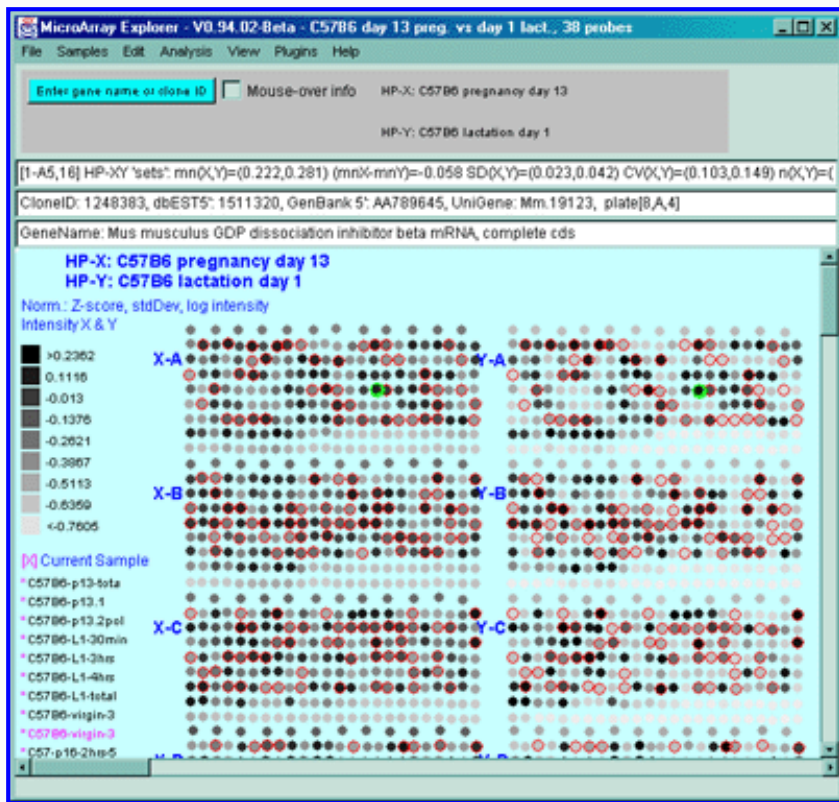 MicroArray Explorer - V0.94.02-Beta - C57B6 day 13 preg. vs day 1 lact., 38 probes
File Samples Edit Analysis View Plugins Help
Enter gene name or clone ID Mouse-over info HP-X: C57B6 pregnancy day 13
HP-Y: C57B6 lactation day 1
[1-A5,16] HP-XY 'sets': mn(X,Y)=(0.222,0.281) (mnX-mnY)=-0.058 SD(X,Y)=(0.023,0.042) CV(X,Y)=(0.103,0.149) n(X,Y)=(
CloneID: 1248383, dbEST5': 1511320, GenBank 5': AA789645, UniGene: Mm.19123, plate[8,A,4]
GeneName: Mus musculus GDP dissociation inhibitor beta mRNA, complete cds
HP-X: C57B6 pregnancy day 13
HP-Y: C57B6 lactation day 1
Norm.: Z-score, stdDev, log intensity
Intensity X & Y
>0.2362
0.1116
-0.013
-0.1376
-0.2621
-0.3867
-0.5113
-0.6359
<-0.7605
X-A Y-A
X-B Y-B
X-C Y-C
[X] Current Sample
*C57B6-p13-tota
*C57B6-p13.1
*C57B6-p13.2pol
*C57B6-L1-30min
*C57B6-L1-3hrs
*C57B6-L1-4hrs
*C57B6-L1-total
*C57B6-virgin-3
*C57B6-virgin-3
*C57-p16-2hrs-5